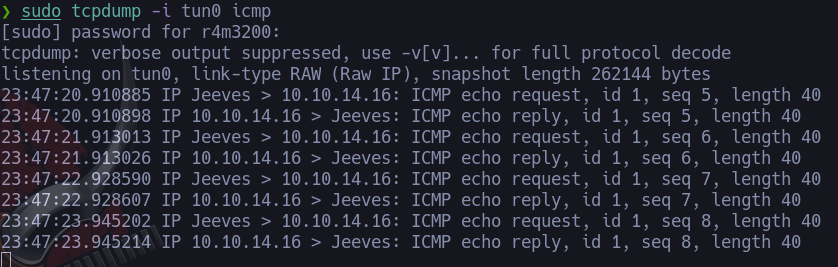 ❯ sudo tcpdump -i tun0 icmp
[sudo] password for r4m3200:
tcpdump: verbose output suppressed, use -v[v]... for full protocol decode
listening on tun0, link-type RAW (Raw IP), snapshot length 262144 bytes
23:47:20.910885 IP Jeeves > 10.10.14.16: ICMP echo request, id 1, seq 5, length 40
23:47:20.910898 IP 10.10.14.16 > Jeeves: ICMP echo reply, id 1, seq 5, length 40
23:47:21.913013 IP Jeeves > 10.10.14.16: ICMP echo request, id 1, seq 6, length 40
23:47:21.913026 IP 10.10.14.16 > Jeeves: ICMP echo reply, id 1, seq 6, length 40
23:47:22.928590 IP Jeeves > 10.10.14.16: ICMP echo request, id 1, seq 7, length 40
23:47:22.928607 IP 10.10.14.16 > Jeeves: ICMP echo reply, id 1, seq 7, length 40
23:47:23.945202 IP Jeeves > 10.10.14.16: ICMP echo request, id 1, seq 8, length 40
23:47:23.945214 IP 10.10.14.16 > Jeeves: ICMP echo reply, id 1, seq 8, length 40